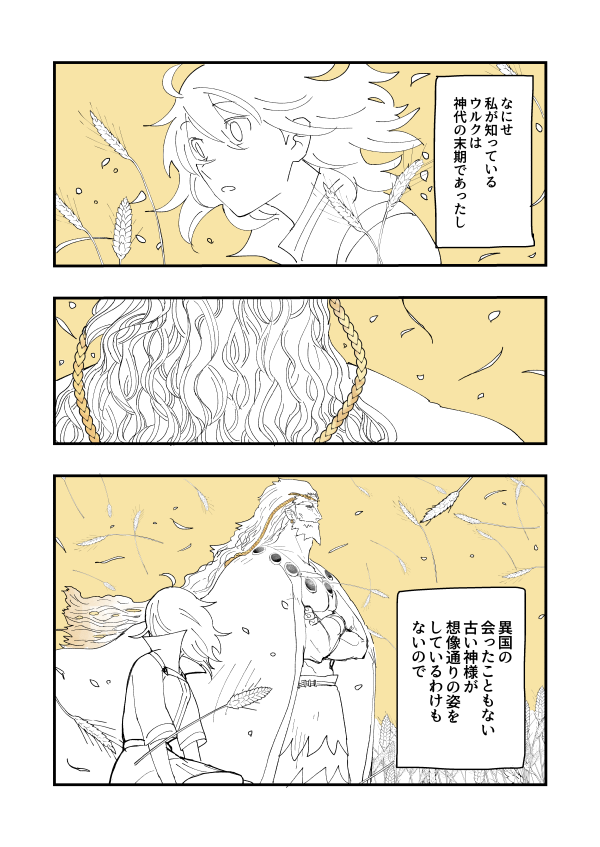 なにせ
私が知っている
ウルクは
神代の末期であったし
異国の
会ったこともない
古い神様が
想像通りの姿を
しているわけも
ないので